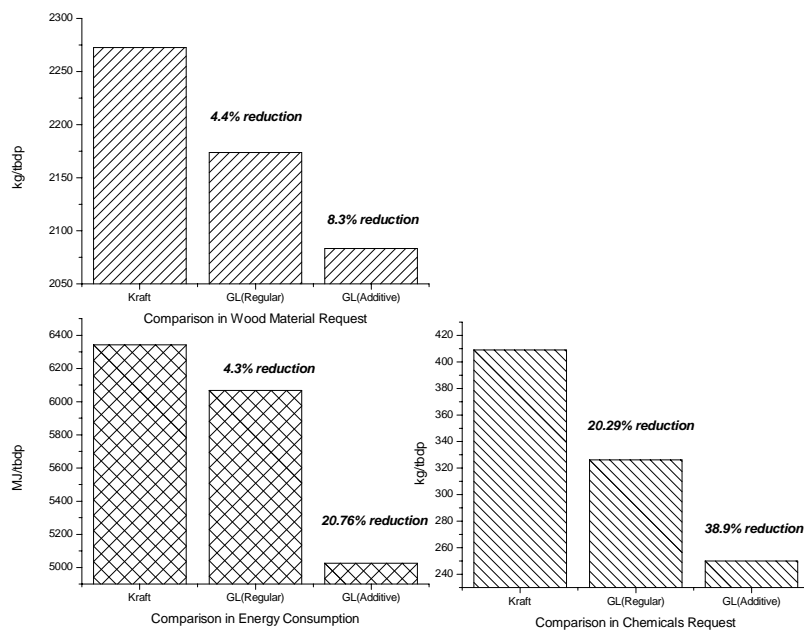 2300
2250
2200
2150
2100
2050
kg/tbdp
4.4% reduction
8.3% reduction
Kraft
GL(Regular)
GL(Additive)
Comparison in Wood Material Request
6400
6200
6000
5800
5600
5400
5200
5000
MJ/tbdp
4.3% reduction
20.76% reduction
Kraft
GL(Regular)
GL(Additive)
Comparison in Energy Consumption
420
400
380
360
340
320
300
280
260
240
kg/tbdp
20.29% reduction
38.9% reduction
Kraft
GL(Regular)
GL(Additive)
Comparison in Chemicals Request